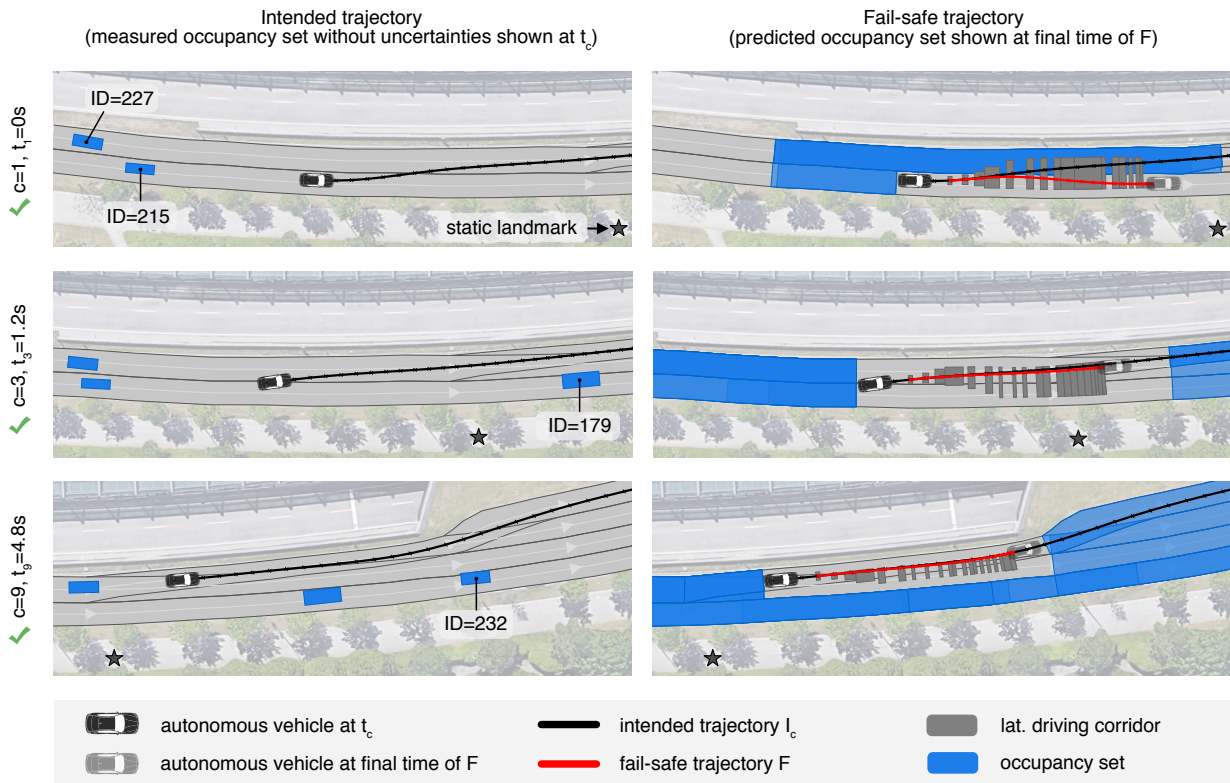 Intended trajectory
(measured occupancy set without uncertainties shown at t_c)
Fail-safe trajectory
(predicted occupancy set shown at final time of F)
c=1, t_1=0s
ID=227
ID=215
static landmark
c=3, t_3=1.2s
ID=179
c=9, t_9=4.8s
ID=232
autonomous vehicle at t_c
intended trajectory I_c
lat. driving corridor
autonomous vehicle at final time of F
fail-safe trajectory F
occupancy set